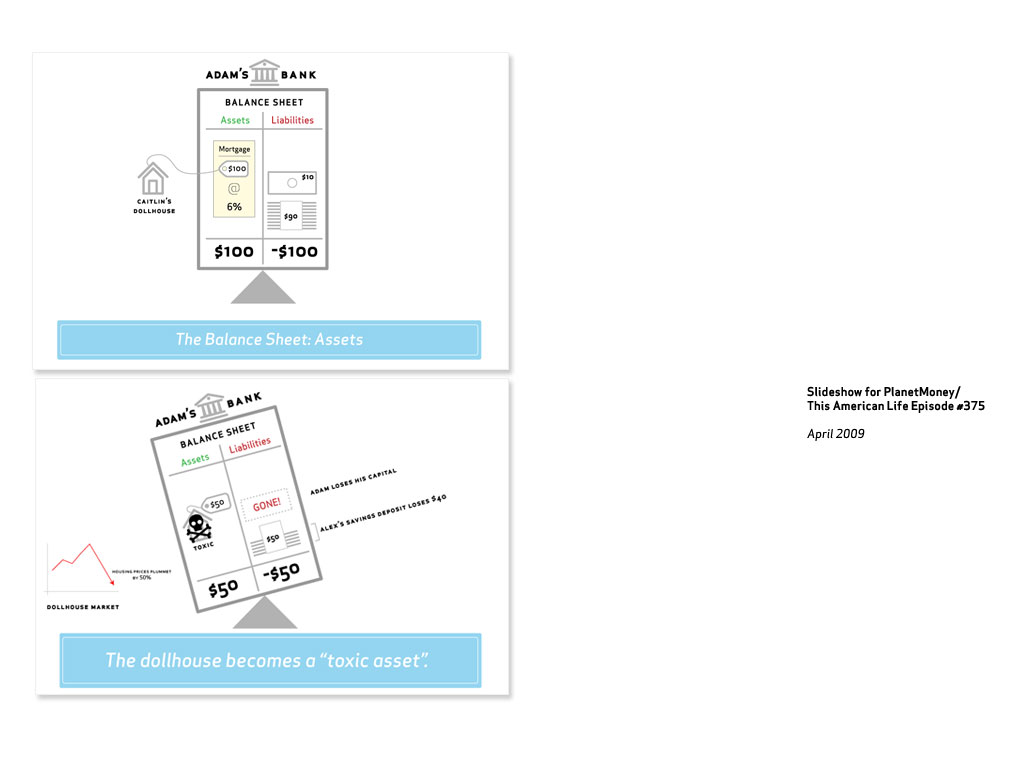 ADAM'S BANK
BALANCE SHEET
Assets Liabilities
Mortgage
$100
@
6%
$10
$90
CAITLIN'S
DOLLHOUSE
$100 -$100
The Balance Sheet: Assets
ADAM'S BANK
BALANCE SHEET
Assets Liabilities
$50
TOXIC
GONE!
$50
ADAM LOSES HIS CAPITAL
ALEX'S SAVINGS DEPOSIT LOSES $40
$50 -$50
HOUSING PRICES PLUMMET
BY 50%
DOLLHOUSE MARKET
The dollhouse becomes a “toxic asset”.
Slideshow for PlanetMoney/
This American Life Episode #375
April 2009